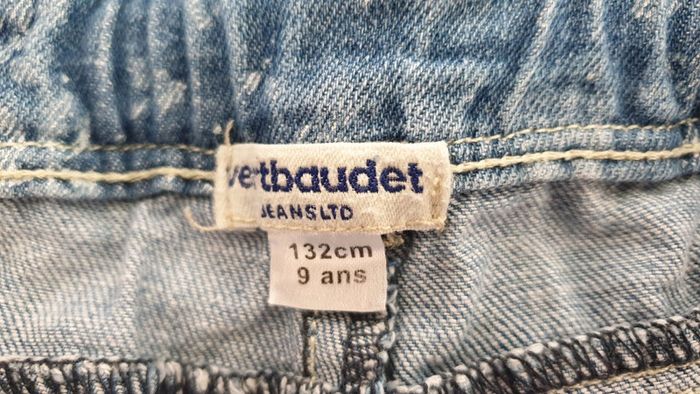 vertbaudet
JEANS LTD
132cm
9 ans